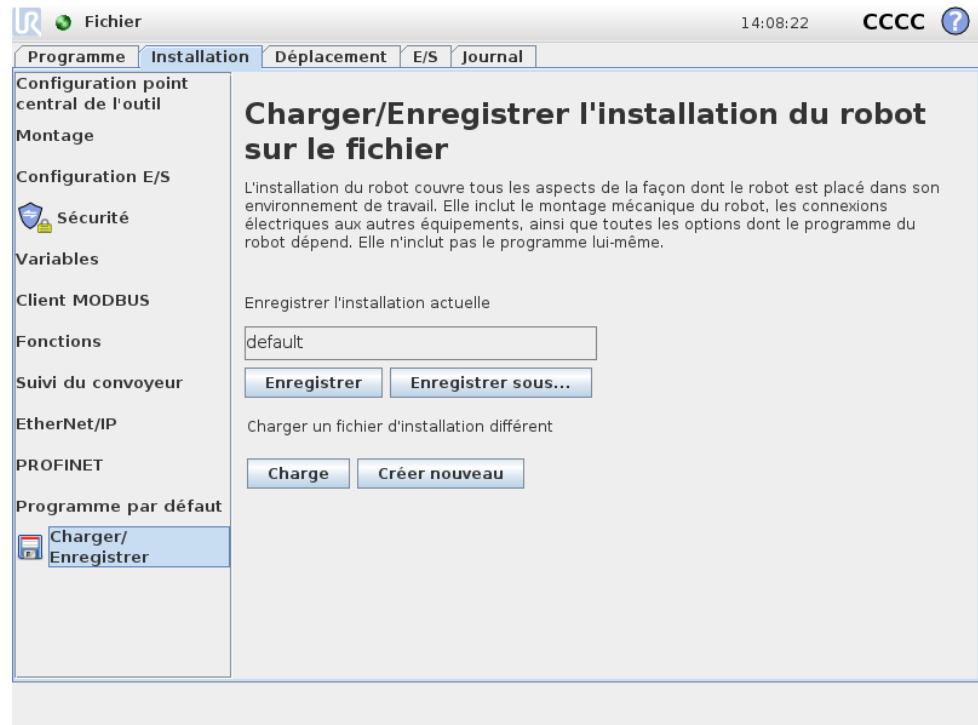 UR Fichier 14:08:22 CCCC ?
Programme Installation Déplacement E/S Journal
Configuration point
central de l'outil
Montage
Configuration E/S
Sécurité
Variables
Client MODBUS
Fonctions
Suivi du convoyeur
EtherNet/IP
PROFINET
Programme par défaut
Charger/
Enregistrer
Charger/Enregistrer l'installation du robot
sur le fichier
L'installation du robot couvre tous les aspects de la façon dont le robot est placé dans son
environnement de travail. Elle inclut le montage mécanique du robot, les connexions
électriques aux autres équipements, ainsi que toutes les options dont le programme du
robot dépend. Elle n'inclut pas le programme lui-même.
Enregistrer l'installation actuelle
default
Enregistrer Enregistrer sous...
Charger un fichier d'installation différent
Charge Créer nouveau